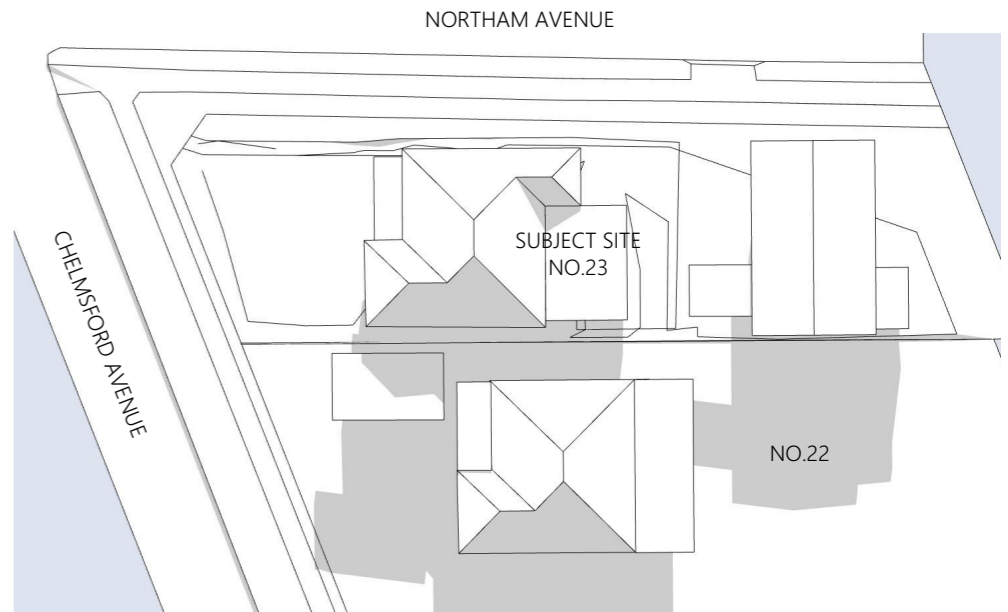 NORTHAM AVENUE
CHELMSFORD AVENUE
SUBJECT SITE
NO.23
NO.22